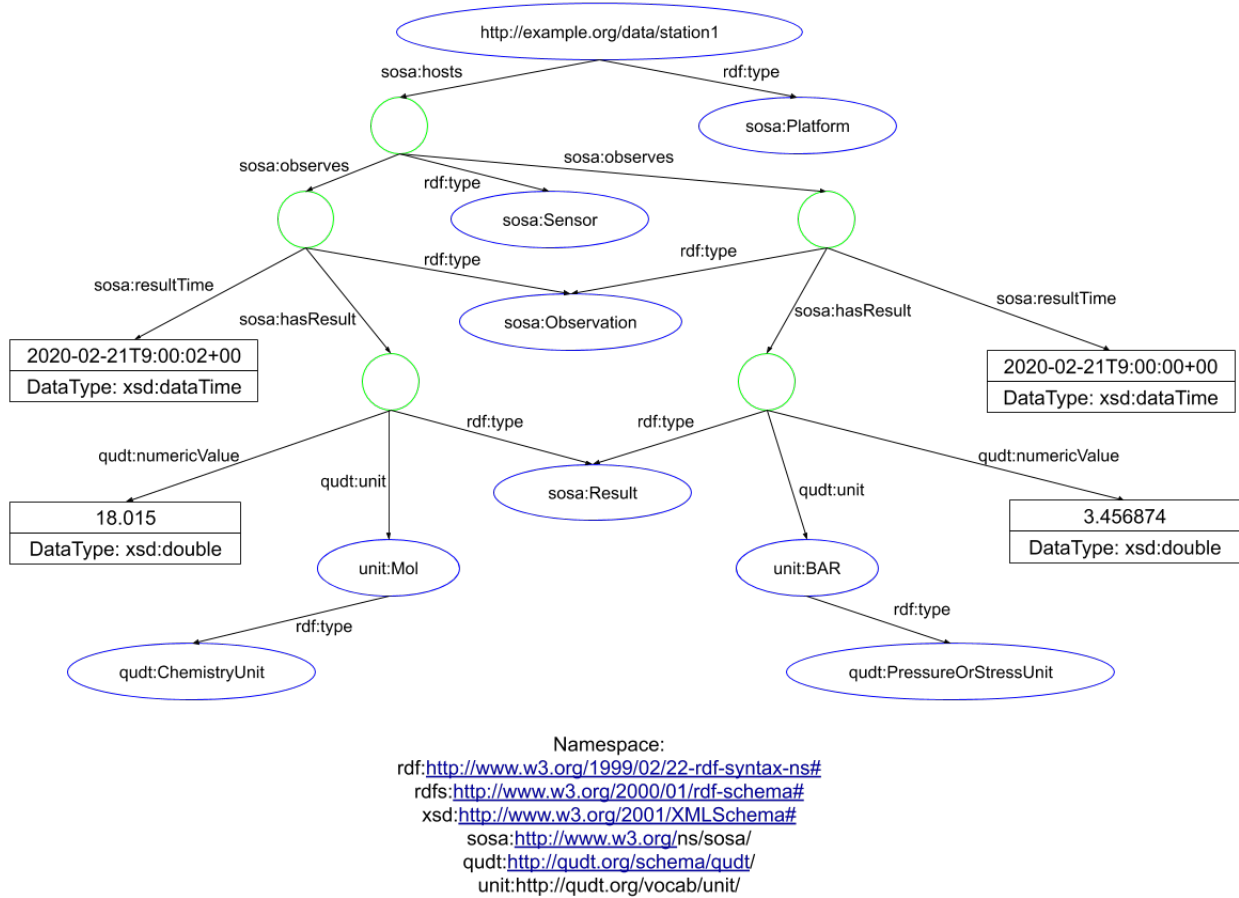 http://example.org/data/station1
sosa:hosts
rdf:type
sosa:Platform
sosa:observes
sosa:observes
rdf:type
sosa:Sensor
rdf:type
rdf:type
sosa:resultTime
sosa:resultTime
sosa:hasResult
sosa:hasResult
sosa:Observation
2020-02-21T9:00:02+00
DataType: xsd:dataTime
2020-02-21T9:00:00+00
DataType: xsd:dataTime
rdf:type
rdf:type
qudt:numericValue
qudt:numericValue
qudt:unit
qudt:unit
sosa:Result
18.015
DataType: xsd:double
3.456874
DataType: xsd:double
unit:Mol
unit:BAR
rdf:type
rdf:type
qudt:ChemistryUnit
qudt:PressureOrStressUnit
Namespace:
rdf:http://www.w3.org/1999/02/22-rdf-syntax-ns#
rdfs:http://www.w3.org/2000/01/rdf-schema#
xsd:http://www.w3.org/2001/XMLSchema#
sosa:http://www.w3.org/ns/sosa/
qudt:http://qudt.org/schema/qudt/
unit:http://qudt.org/vocab/unit/